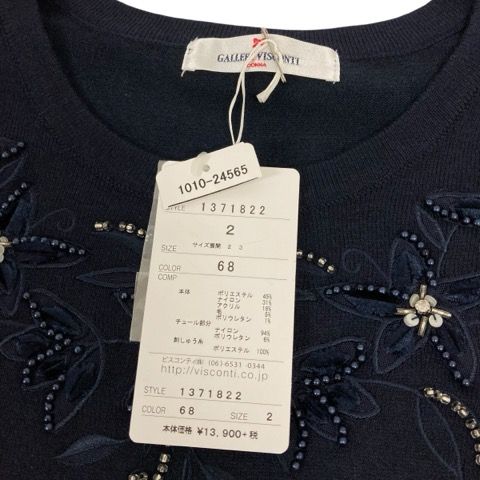 GALLERY VISCONTI
DONNA
1010-24565
STYLE 1371822
2
SIZE サイズ展開 2 3
COLOR 68
COMP
本体 ポリエステル 45%
ナイロン 31%
アクリル 18%
毛 5%
ポリウレタン 1%
チュール部分 ナイロン 94%
ポリウレタン 6%
刺しゅう糸 ポリエステル 100%
ビスコンティ㈱ (06)6531-0344
http://visconti.co.jp
STYLE 1371822
COLOR 68 SIZE 2
本体価格 ¥13,900+税